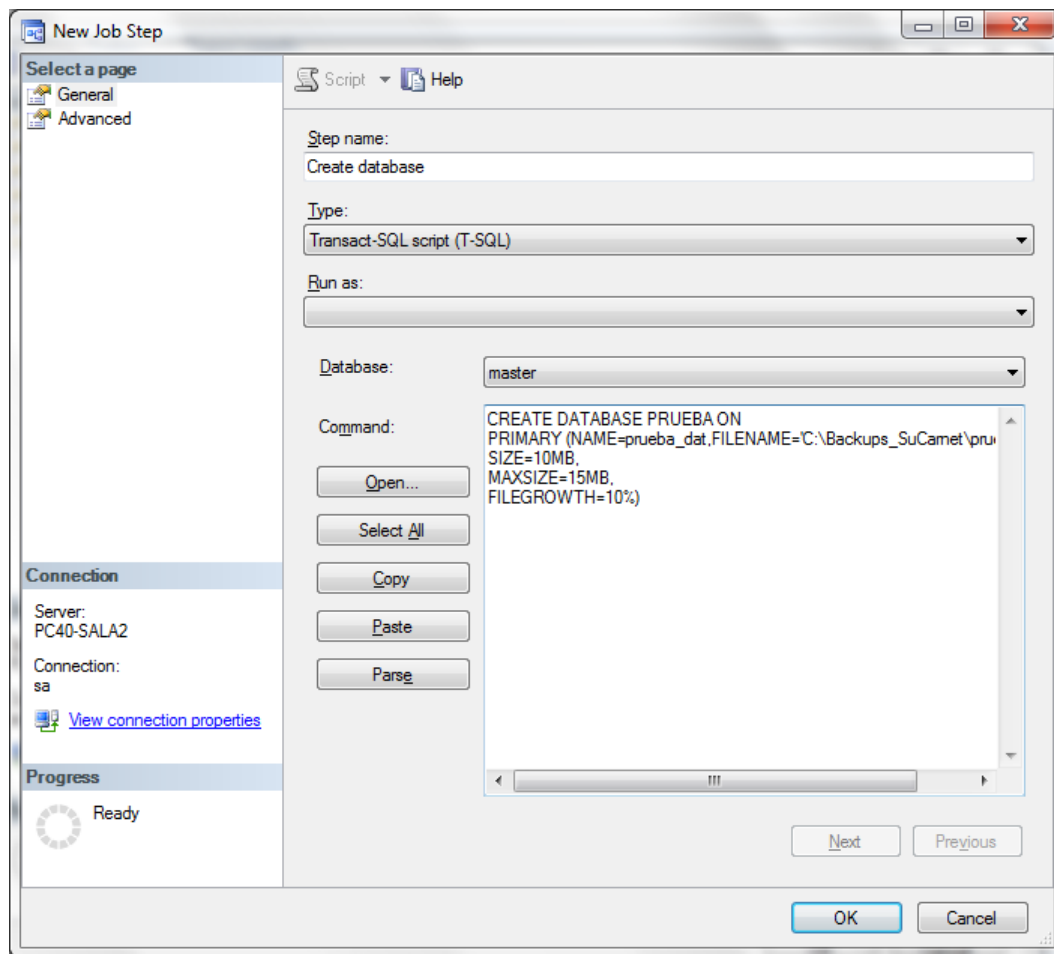 New Job Step
Select a page
General
Advanced
Script
Help
Step name:
Create database
Type:
Transact-SQL script (T-SQL)
Run as:
Database:
master
Command:
CREATE DATABASE PRUEBA ON
PRIMARY (NAME=prueba_dat,FILENAME='C:\Backups_SuCarnet\pru
SIZE=10MB,
MAXSIZE=15MB,
FILEGROWTH=10%)
Open...
Select All
Copy
Paste
Parse
Connection
Server:
PC40-SALA2
Connection:
sa
View connection properties
Progress
Ready
Next
Previous
OK
Cancel